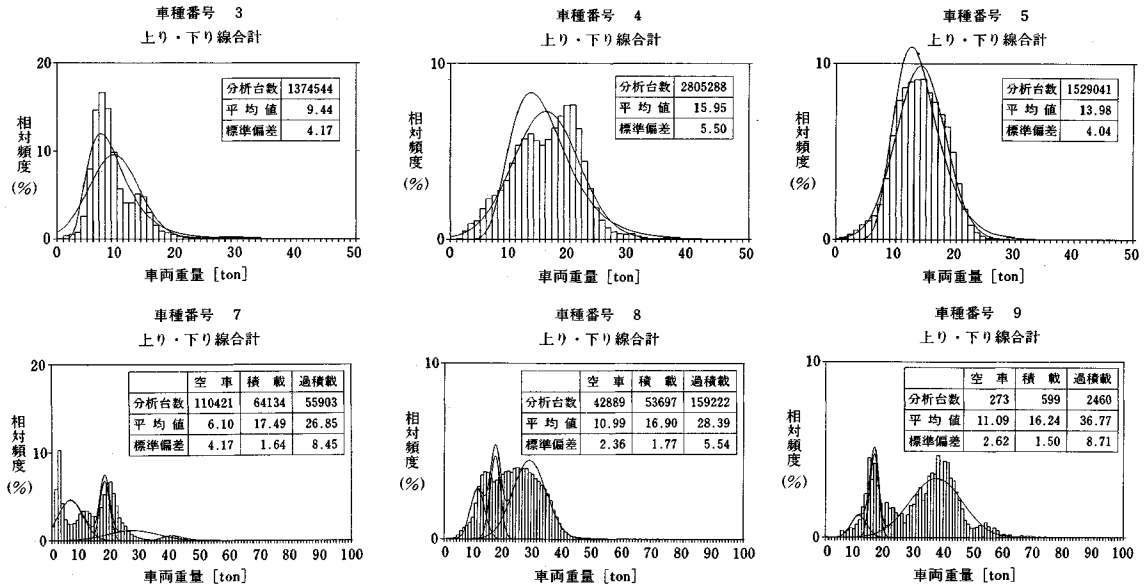 車種番号 3
上り・下り線合計
20
10
0
相対頻度(%)
分析台数 1374544
平均値 9.44
標準偏差 4.17
0 10 20 30 40 50
車両重量 [ton]
車種番号 4
上り・下り線合計
10
0
相対頻度(%)
分析台数 2805288
平均値 15.95
標準偏差 5.50
0 10 20 30 40 50
車両重量 [ton]
車種番号 5
上り・下り線合計
10
0
相対頻度(%)
分析台数 1529041
平均値 13.98
標準偏差 4.04
0 10 20 30 40 50
車両重量 [ton]
車種番号 7
上り・下り線合計
20
10
0
相対頻度(%)
空車 積載 過積載
分析台数 110421 64134 55903
平均値 6.10 17.49 26.85
標準偏差 4.17 1.64 8.45
0 10 20 30 40 50 60 70 80 90 100
車両重量 [ton]
車種番号 8
上り・下り線合計
10
0
相対頻度(%)
空車 積載 過積載
分析台数 42889 53697 159222
平均値 10.99 16.90 28.39
標準偏差 2.36 1.77 5.54
0 10 20 30 40 50 60 70 80 90 100
車両重量 [ton]
車種番号 9
上り・下り線合計
10
0
相対頻度(%)
空車 積載 過積載
分析台数 273 599 2460
平均値 11.09 16.24 36.77
標準偏差 2.62 1.50 8.71
0 10 20 30 40 50 60 70 80 90 100
車両重量 [ton]